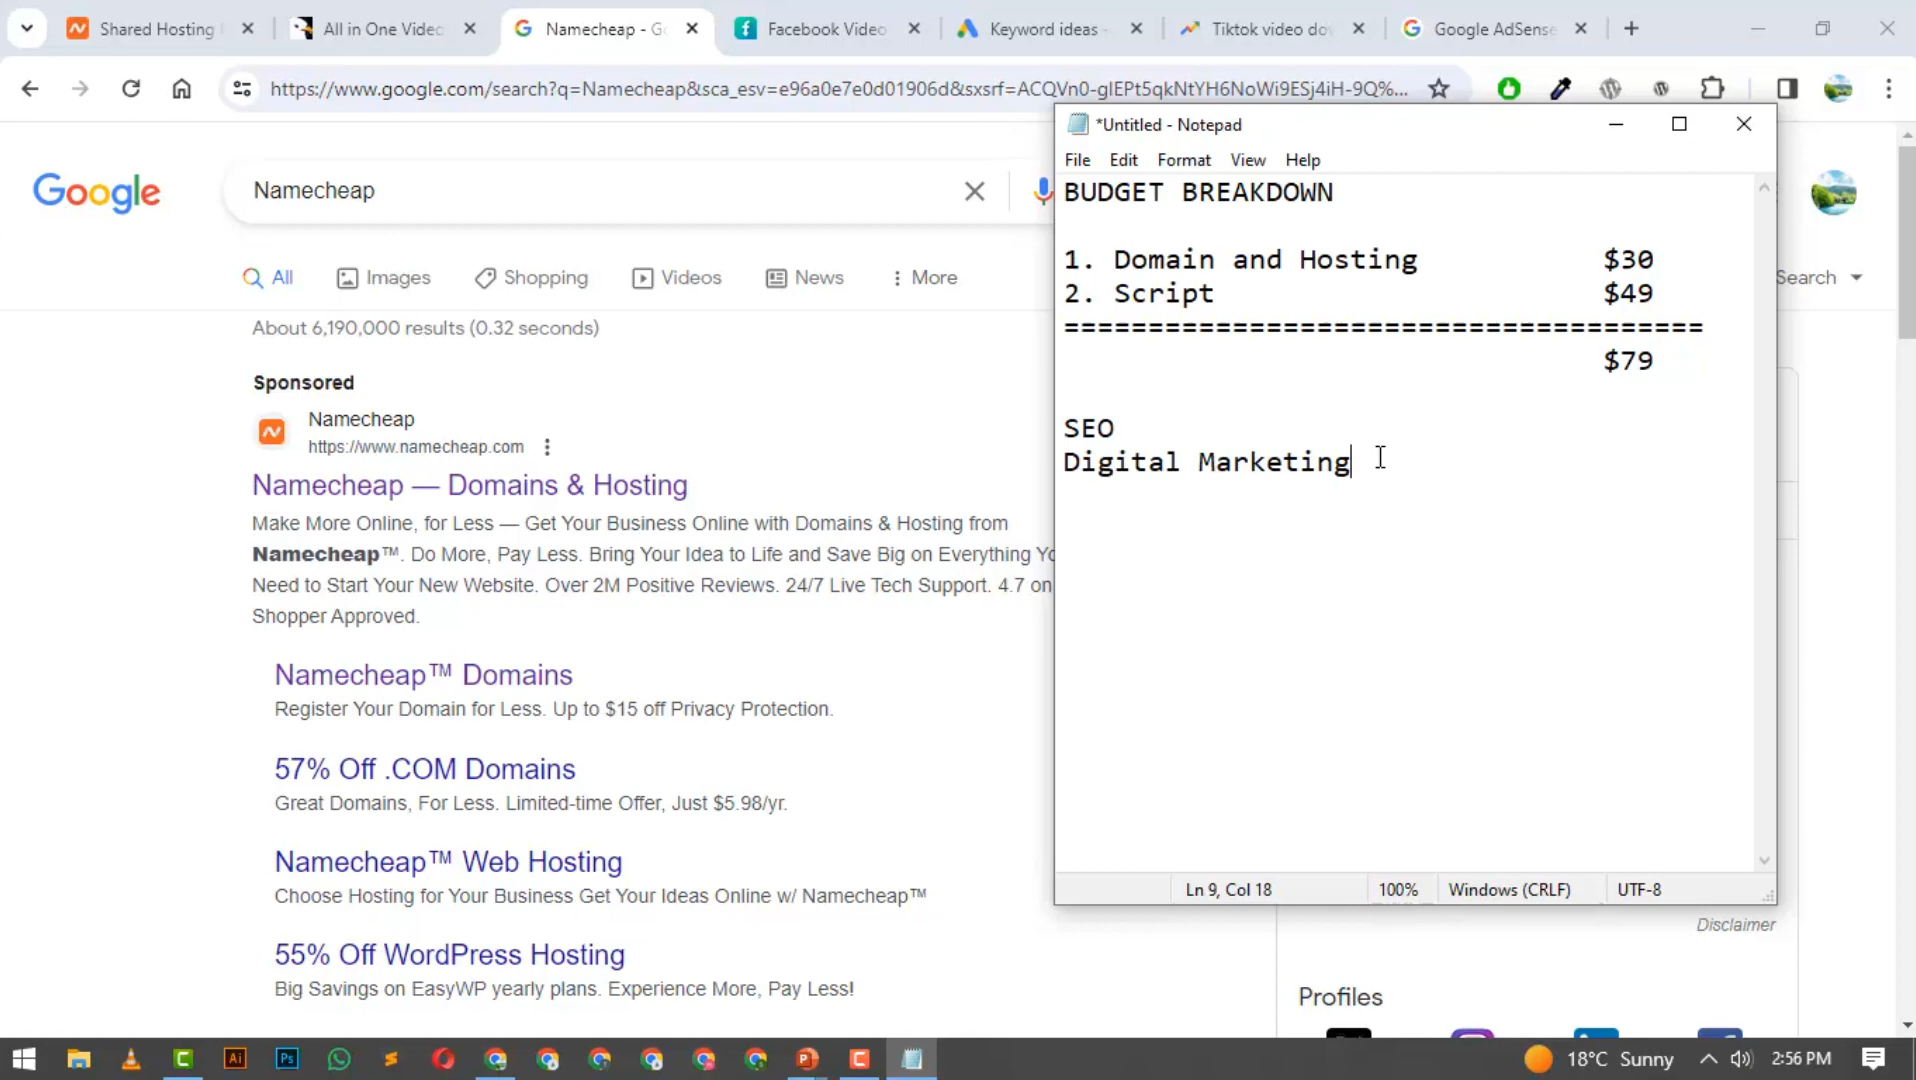 Shared Hosting
All in One Video
Namecheap - Go
Facebook Video
Keyword ideas -
Tiktok video do
Google AdSense
https://www.google.com/search?q=Namecheap&sca_esv=e96a0e7e0d01906d&sxsrf=ACQVn0-glEPt5qkNtYH6NoWi9ESj4iH-9Q%...
Google
Namecheap
All
Images
Shopping
Videos
News
More
Search
About 6,190,000 results (0.32 seconds)
Sponsored
Namecheap
https://www.namecheap.com
Namecheap — Domains & Hosting
Make More Online, for Less — Get Your Business Online with Domains & Hosting from
Namecheap™. Do More, Pay Less. Bring Your Idea to Life and Save Big on Everything Yo
Need to Start Your New Website. Over 2M Positive Reviews. 24/7 Live Tech Support. 4.7 on
Shopper Approved.
Namecheap™ Domains
Register Your Domain for Less. Up to $15 off Privacy Protection.
57% Off .COM Domains
Great Domains, For Less. Limited-time Offer, Just $5.98/yr.
Namecheap™ Web Hosting
Choose Hosting for Your Business Get Your Ideas Online w/ Namecheap™
55% Off WordPress Hosting
Big Savings on EasyWP yearly plans. Experience More, Pay Less!
*Untitled - Notepad
File Edit Format View Help
BUDGET BREAKDOWN
1. Domain and Hosting $30
2. Script $49
======================================
$79
SEO
Digital Marketing
Ln 9, Col 18
100%
Windows (CRLF)
UTF-8
Disclaimer
Profiles
Ai
Ps
18°C Sunny
2:56 PM